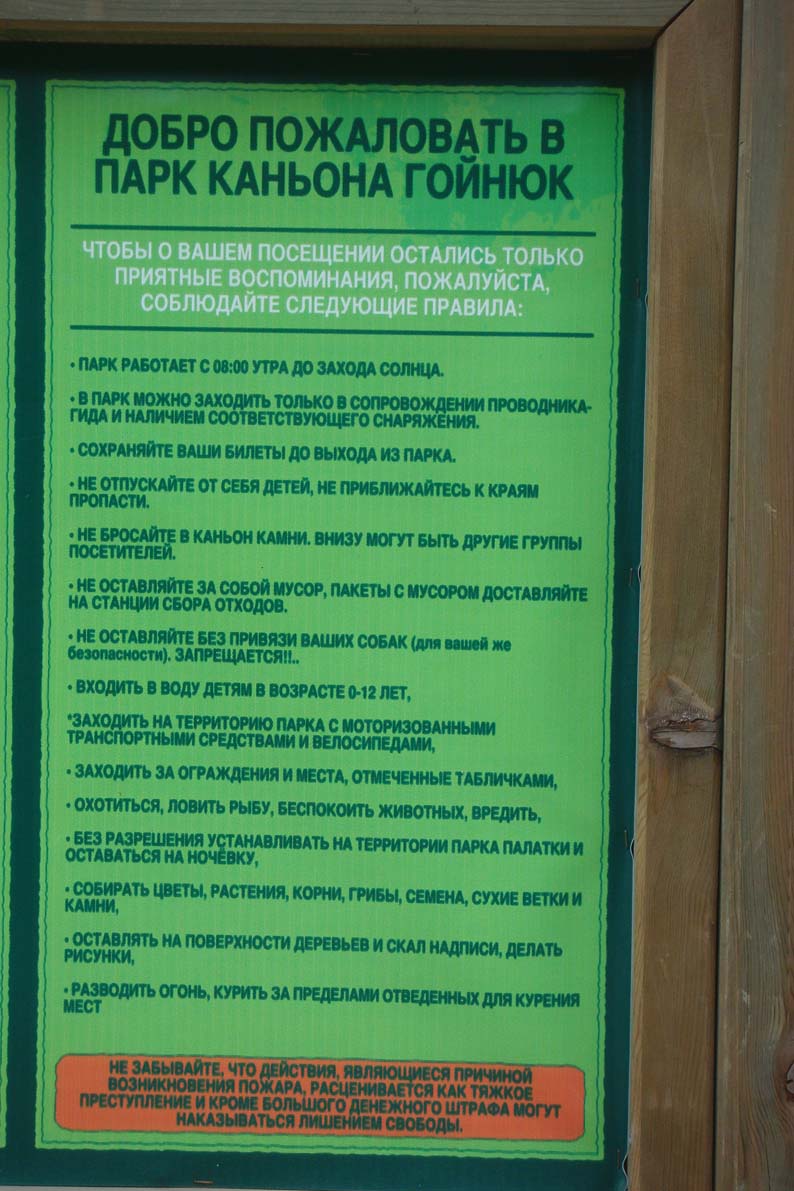 ДОБРО ПОЖАЛОВАТЬ В
ПАРК КАНЬОНА ГОЙНЮК
ЧТОБЫ О ВАШЕМ ПОСЕЩЕНИИ ОСТАЛИСЬ ТОЛЬКО
ПРИЯТНЫЕ ВОСПОМИНАНИЯ, ПОЖАЛУЙСТА,
СОБЛЮДАЙТЕ СЛЕДУЮЩИЕ ПРАВИЛА:
• ПАРК РАБОТАЕТ С 08:00 УТРА ДО ЗАХОДА СОЛНЦА.
• В ПАРК МОЖНО ЗАХОДИТЬ ТОЛЬКО В СОПРОВОЖДЕНИИ ПРОВОДНИКА-
ГИДА И НАЛИЧИЕМ СООТВЕТСТВУЮЩЕГО СНАРЯЖЕНИЯ.
• СОХРАНЯЙТЕ ВАШИ БИЛЕТЫ ДО ВЫХОДА ИЗ ПАРКА.
• НЕ ОТПУСКАЙТЕ ОТ СЕБЯ ДЕТЕЙ, НЕ ПРИБЛИЖАЙТЕСЬ К КРАЯМ
ПРОПАСТИ.
• НЕ БРОСАЙТЕ В КАНЬОН КАМНИ. ВНИЗУ МОГУТ БЫТЬ ДРУГИЕ ГРУППЫ
ПОСЕТИТЕЛЕЙ.
• НЕ ОСТАВЛЯЙТЕ ЗА СОБОЙ МУСОР, ПАКЕТЫ С МУСОРОМ ДОСТАВЛЯЙТЕ
НА СТАНЦИИ СБОРА ОТХОДОВ.
• НЕ ОСТАВЛЯЙТЕ БЕЗ ПРИВЯЗИ ВАШИХ СОБАК (для вашей же
безопасности). ЗАПРЕЩАЕТСЯ!!..
• ВХОДИТЬ В ВОДУ ДЕТЯМ В ВОЗРАСТЕ 0-12 ЛЕТ,
*ЗАХОДИТЬ НА ТЕРРИТОРИЮ ПАРКА С МОТОРИЗОВАННЫМИ
ТРАНСПОРТНЫМИ СРЕДСТВАМИ И ВЕЛОСИПЕДАМИ,
• ЗАХОДИТЬ ЗА ОГРАЖДЕНИЯ И МЕСТА, ОТМЕЧЕННЫЕ ТАБЛИЧКАМИ,
• ОХОТИТЬСЯ, ЛОВИТЬ РЫБУ, БЕСПОКОИТЬ ЖИВОТНЫХ, ВРЕДИТЬ,
• БЕЗ РАЗРЕШЕНИЯ УСТАНАВЛИВАТЬ НА ТЕРРИТОРИИ ПАРКА ПАЛАТКИ И
ОСТАВАТЬСЯ НА НОЧЁВКУ,
• СОБИРАТЬ ЦВЕТЫ, РАСТЕНИЯ, КОРНИ, ГРИБЫ, СЕМЕНА, СУХИЕ ВЕТКИ И
КАМНИ,
• ОСТАВЛЯТЬ НА ПОВЕРХНОСТИ ДЕРЕВЬЕВ И СКАЛ НАДПИСИ, ДЕЛАТЬ
РИСУНКИ,
• РАЗВОДИТЬ ОГОНЬ, КУРИТЬ ЗА ПРЕДЕЛАМИ ОТВЕДЕННЫХ ДЛЯ КУРЕНИЯ
МЕСТ
НЕ ЗАБЫВАЙТЕ, ЧТО ДЕЙСТВИЯ, ЯВЛЯЮЩИЕСЯ ПРИЧИНОЙ
ВОЗНИКНОВЕНИЯ ПОЖАРА, РАСЦЕНИВАЕТСЯ КАК ТЯЖКОЕ
ПРЕСТУПЛЕНИЕ И КРОМЕ БОЛЬШОГО ДЕНЕЖНОГО ШТРАФА МОГУТ
НАКАЗЫВАТЬСЯ ЛИШЕНИЕМ СВОБОДЫ.